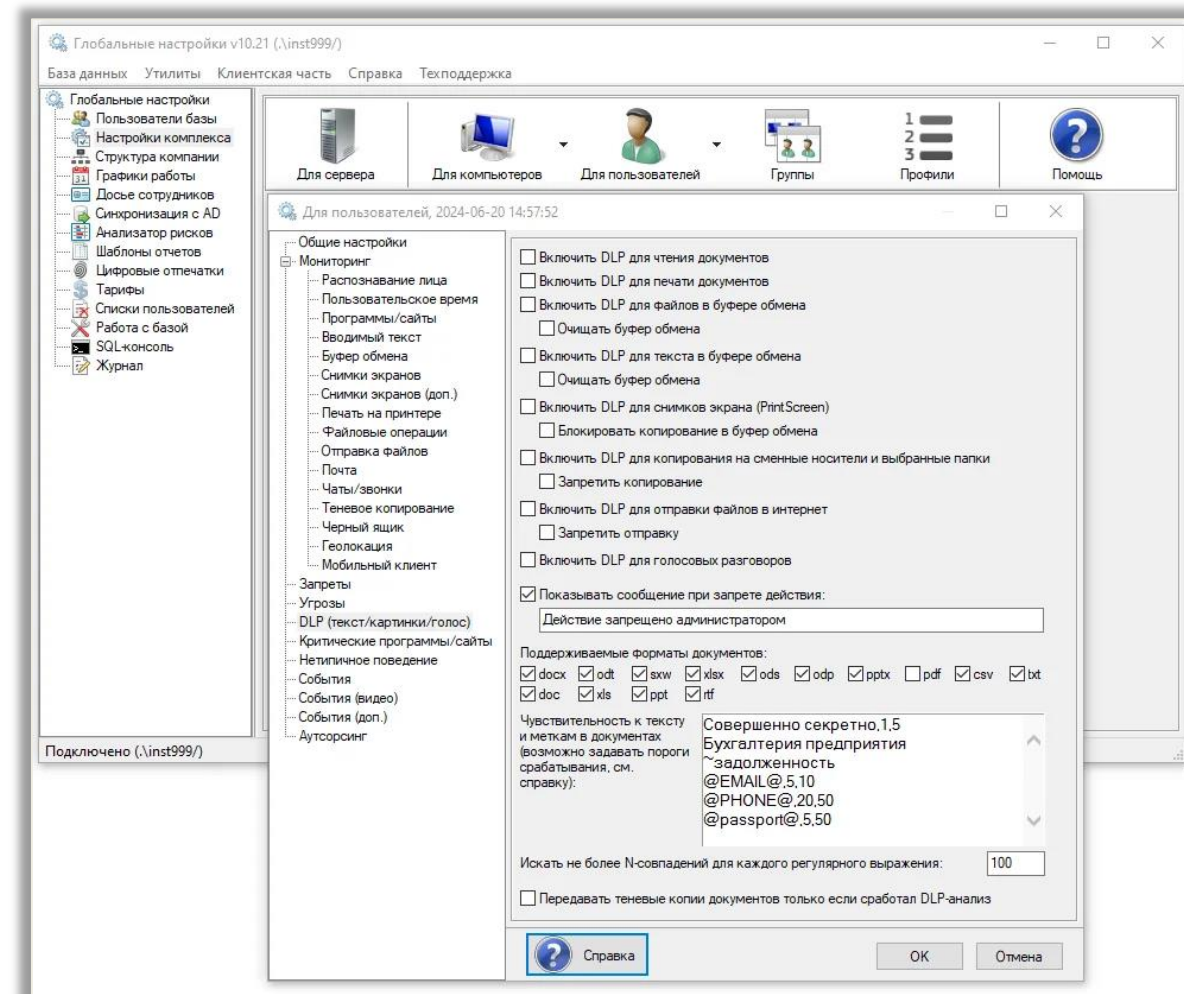 Глобальные настройки v10.21 (.\inst999/)
База данных Утилиты Клиентская часть Справка Техподдержка
Глобальные настройки
Пользователи базы
Настройки комплекса
Структура компании
Графики работы
Досье сотрудников
Синхронизация с AD
Анализатор рисков
Шаблоны отчетов
Цифровые отпечатки
Тарифы
Списки пользователей
Работа с базой
SQL-консоль
Журнал
Подключено (.\inst999/)
Для сервера Для компьютеров Для пользователей Группы Профили Помощь
Для пользователей, 2024-06-20 14:57:52
Общие настройки
Мониторинг
Распознавание лица
Пользовательское время
Программы/сайты
Вводимый текст
Буфер обмена
Снимки экранов
Снимки экранов (доп.)
Печать на принтере
Файловые операции
Отправка файлов
Почта
Чаты/звонки
Теневое копирование
Черный ящик
Геолокация
Мобильный клиент
Запреты
Угрозы
DLP (текст/картинки/голос)
Критические программы/сайты
Нетипичное поведение
События
События (видео)
События (доп.)
Аутсорсинг
Включить DLP для чтения документов
Включить DLP для печати документов
Включить DLP для файлов в буфере обмена
Очищать буфер обмена
Включить DLP для текста в буфере обмена
Очищать буфер обмена
Включить DLP для снимков экрана (PrintScreen)
Блокировать копирование в буфер обмена
Включить DLP для копирования на сменные носители и выбранные папки
Запретить копирование
Включить DLP для отправки файлов в интернет
Запретить отправку
Включить DLP для голосовых разговоров
Показывать сообщение при запрете действия:
Действие запрещено администратором
Поддерживаемые форматы документов:
docx odt sxw xlsx ods odp pptx pdf csv txt
doc xls ppt rtf
Чувствительность к тексту
и меткам в документах
(возможно задавать пороги
срабатывания, см.
справку):
Совершенно секретно,1,5
Бухгалтерия предприятия
~задолженность
@EMAIL@,5,10
@PHONE@,20,50
@passport@,5,50
Искать не более N-совпадений для каждого регулярного выражения: 100
Передавать теневые копии документов только если сработал DLP-анализ
Справка OK Отмена